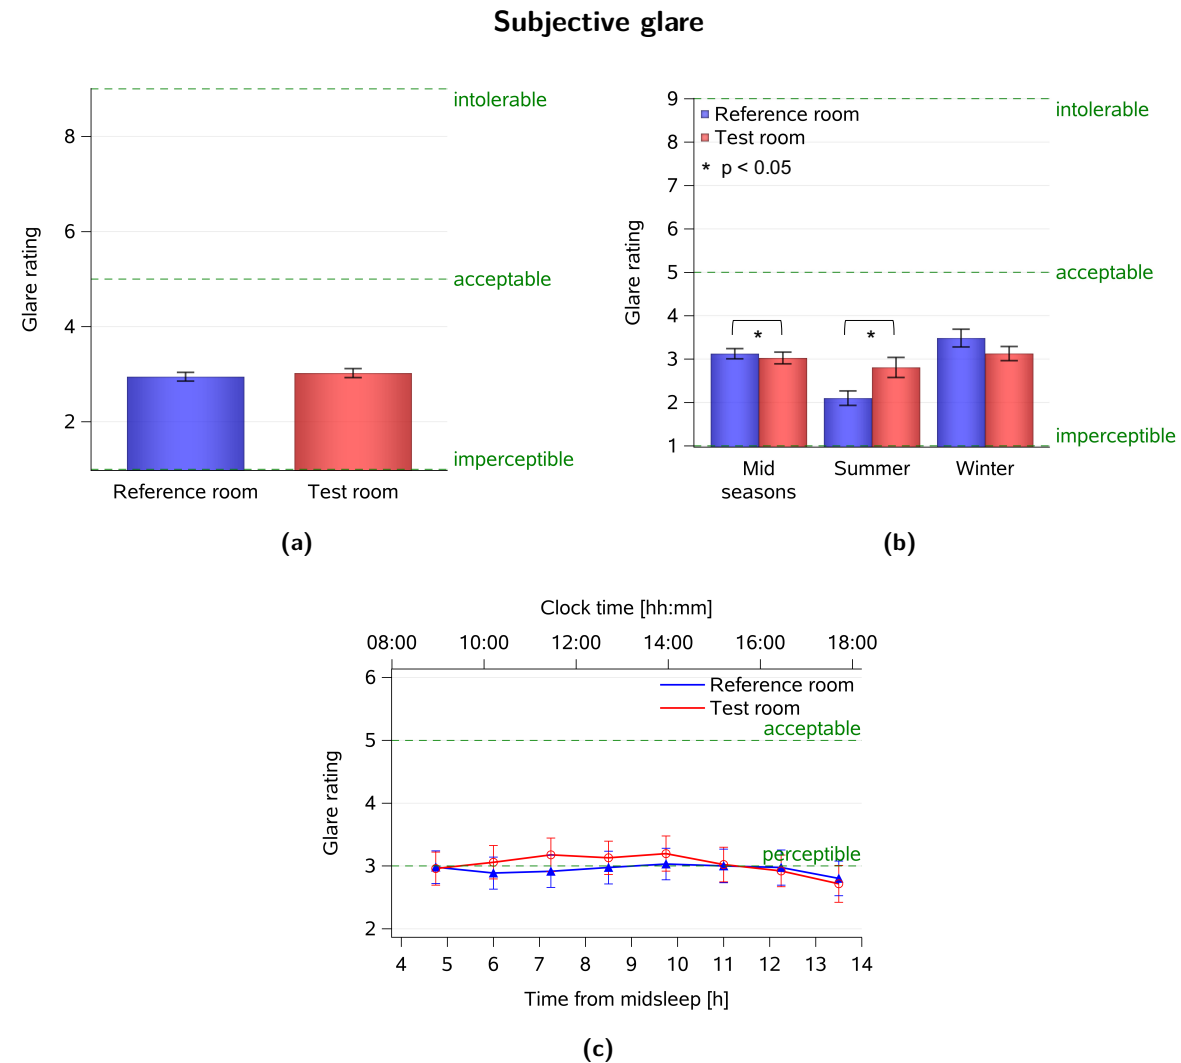 Subjective glare
intolerable
8
6
acceptable
4
2
imperceptible
Glare rating
Reference room Test room
(a)
9 intolerable
Reference room
8
Test room
* p < 0.05
7
6
5 acceptable
4
* *
3
2
1 imperceptible
Glare rating
Mid seasons Summer Winter
(b)
Clock time [hh:mm]
08:00 10:00 12:00 14:00 16:00 18:00
6
Reference room
Test room
acceptable
5
4
perceptible
3
2
Glare rating
4 5 6 7 8 9 10 11 12 13 14
Time from midsleep [h]
(c)